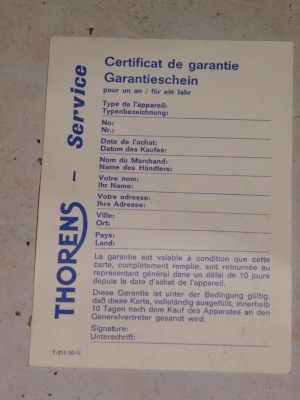 THORENS - Service
Certificat de garantie
Garantieschein
pour un an / für ein Jahr
Type de l'appareil:
Typenbezeichnung:
No:
Nr.:
Date de l'achat:
Datum des Kaufes:
Nom du Marchand:
Name des Händlers:
Votre nom:
Ihr Name:
Votre adresse:
Ihre Adresse:
Ville:
Ort:
Pays:
Land:
La garantie est valable à condition que cette
carte, complètement remplie, soit retournée au
représentant général dans un délai de 10 jours
depuis la date d'achat de l'appareil.
Diese Garantie ist unter der Bedingung gültig,
daß diese Karte, vollständig ausgefüllt, innerhalb
10 Tagen nach dem Kauf des Apparates an den
Generalvertreter gesandt wird.
Signature:
Unterschrift:
T-211-30-U